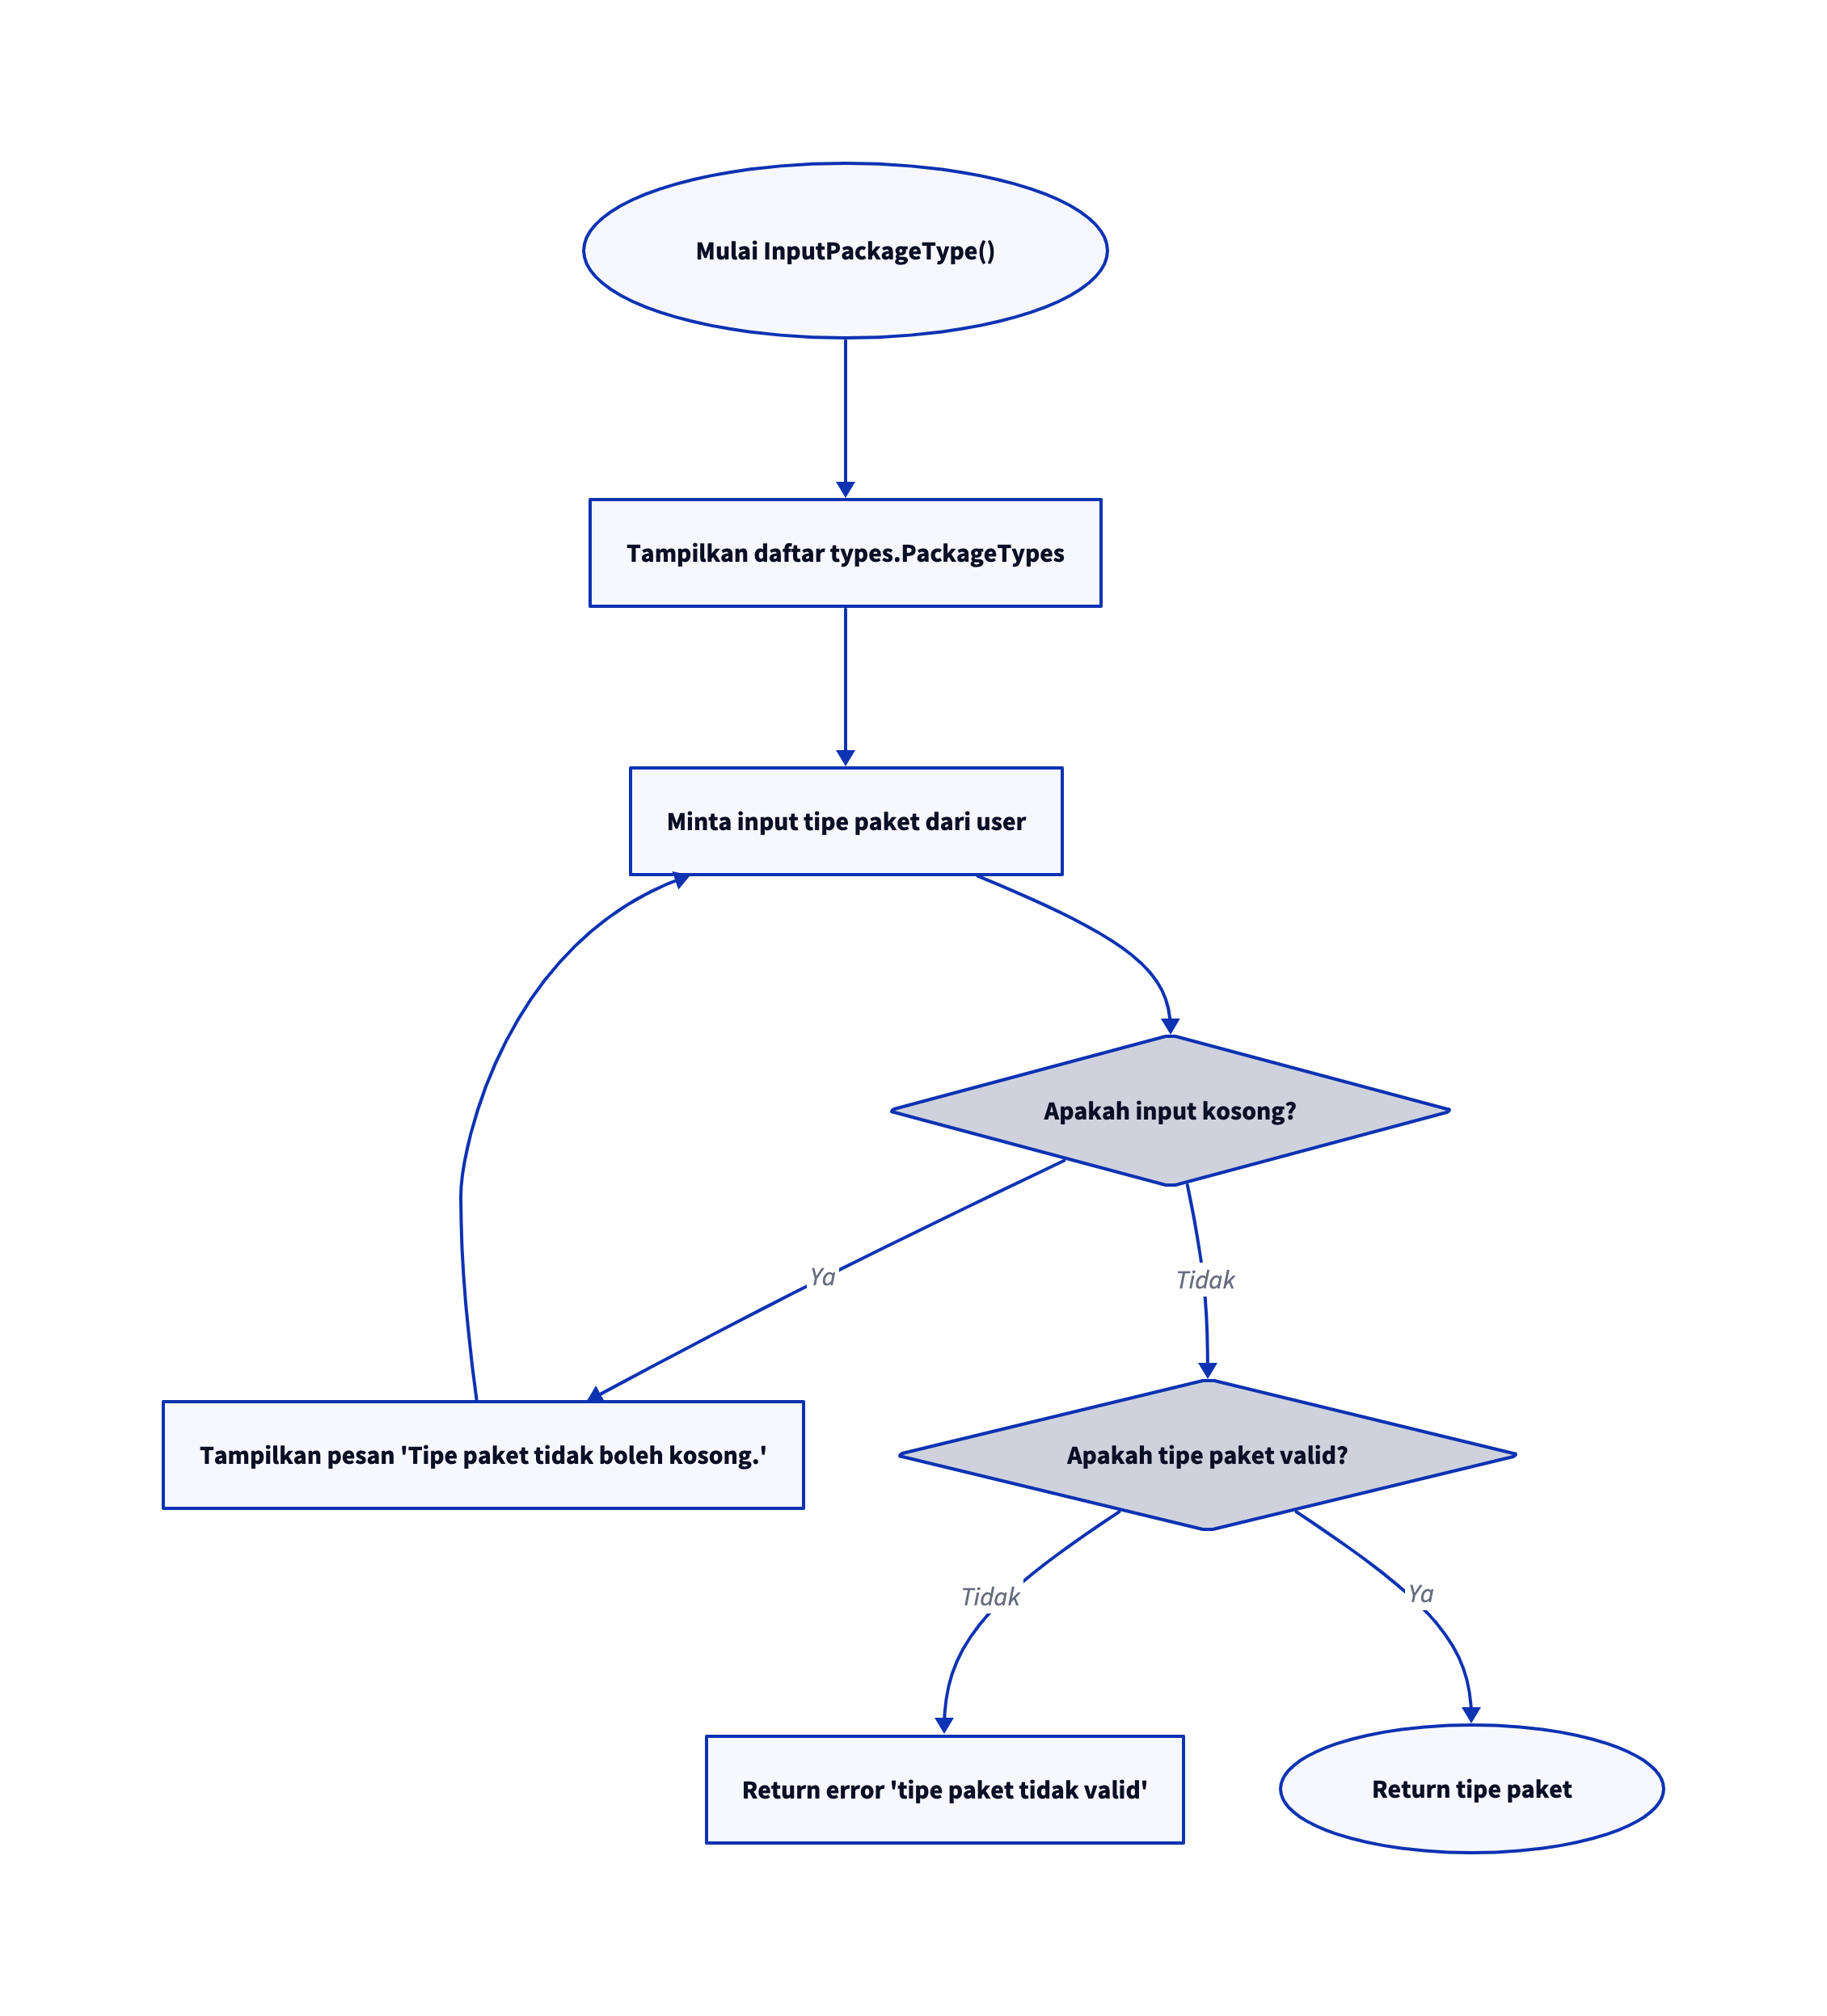 Mulai InputPackageType()
Tampilkan daftar types.PackageTypes
Minta input tipe paket dari user
Apakah input kosong?
Ya
Tidak
Tampilkan pesan 'Tipe paket tidak boleh kosong.'
Apakah tipe paket valid?
Tidak
Ya
Return error 'tipe paket tidak valid'
Return tipe paket